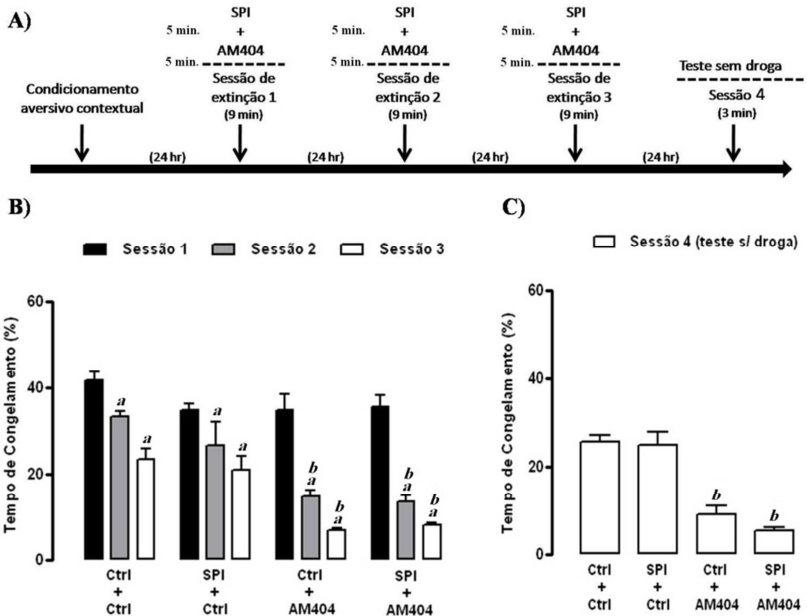 A)
SPI
5 min. +
AM404
5 min.
Sessão de
extinção 1
(9 min)
SPI
5 min. +
AM404
5 min.
Sessão de
extinção 2
(9 min)
SPI
5 min. +
AM404
5 min.
Sessão de
extinção 3
(9 min)
Teste sem droga
Sessão 4
(3 min)
Condicionamento
aversivo contextual
(24 hr) (24 hr) (24 hr) (24 hr)
B)
Sessão 1 Sessão 2 Sessão 3
Tempo de Congelamento (%)
60
40
20
0
a
a
a
a
b
a
b
a
b
a
b
a
Ctrl
+
Ctrl
SPI
+
Ctrl
Ctrl
+
AM404
SPI
+
AM404
C)
Sessão 4 (teste s/ droga)
Tempo de Congelamento (%)
60
40
20
0
b
b
Ctrl
+
Ctrl
SPI
+
Ctrl
Ctrl
+
AM404
SPI
+
AM404